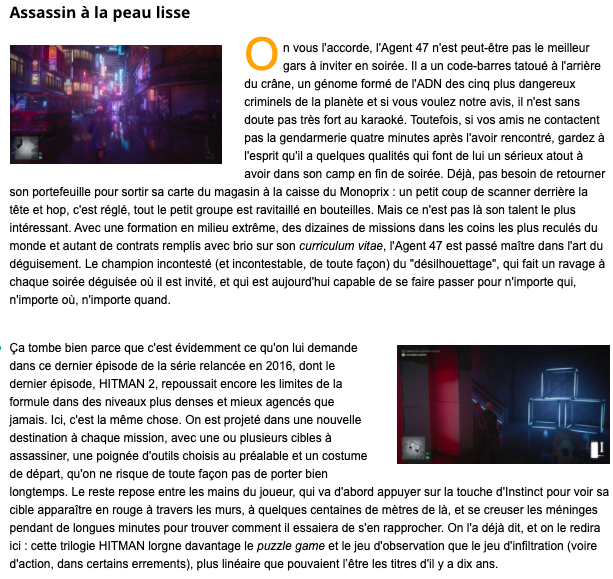 Assassin à la peau lisse
On vous l'accorde, l'Agent 47 n'est peut-être pas le meilleur
gars à inviter en soirée. Il a un code-barres tatoué à l'arrière
du crâne, un génome formé de l'ADN des cinq plus dangereux
criminels de la planète et si vous voulez notre avis, il n'est sans
doute pas très fort au karaoké. Toutefois, si vos amis ne contactent
pas la gendarmerie quatre minutes après l'avoir rencontré, gardez à
l'esprit qu'il a quelques qualités qui font de lui un sérieux atout à
avoir dans son camp en fin de soirée. Déjà, pas besoin de retourner
son portefeuille pour sortir sa carte du magasin à la caisse du Monoprix : un petit coup de scanner derrière la
tête et hop, c'est réglé, tout le petit groupe est ravitaillé en bouteilles. Mais ce n'est pas là son talent le plus
intéressant. Avec une formation en milieu extrême, des dizaines de missions dans les coins les plus reculés du
monde et autant de contrats remplis avec brio sur son curriculum vitae, l'Agent 47 est passé maître dans l'art du
déguisement. Le champion incontesté (et incontestable, de toute façon) du "désilhouettage", qui fait un ravage à
chaque soirée déguisée où il est invité, et qui est aujourd'hui capable de se faire passer pour n'importe qui,
n'importe où, n'importe quand.
Ça tombe bien parce que c'est évidemment ce qu'on lui demande
dans ce dernier épisode de la série relancée en 2016, dont le
dernier épisode, HITMAN 2, repoussait encore les limites de la
formule dans des niveaux plus denses et mieux agencés que
jamais. Ici, c'est la même chose. On est projeté dans une nouvelle
destination à chaque mission, avec une ou plusieurs cibles à
assassiner, une poignée d'outils choisis au préalable et un costume
de départ, qu'on ne risque de toute façon pas de porter bien
longtemps. Le reste repose entre les mains du joueur, qui va d'abord appuyer sur la touche d'Instinct pour voir sa
cible apparaître en rouge à travers les murs, à quelques centaines de mètres de là, et se creuser les méninges
pendant de longues minutes pour trouver comment il essaiera de s'en rapprocher. On l'a déjà dit, et on le redira
ici : cette trilogie HITMAN lorgne davantage le puzzle game et le jeu d'observation que le jeu d'infiltration (voire
d'action, dans certains errements), plus linéaire que pouvaient l'être les titres d'il y a dix ans.